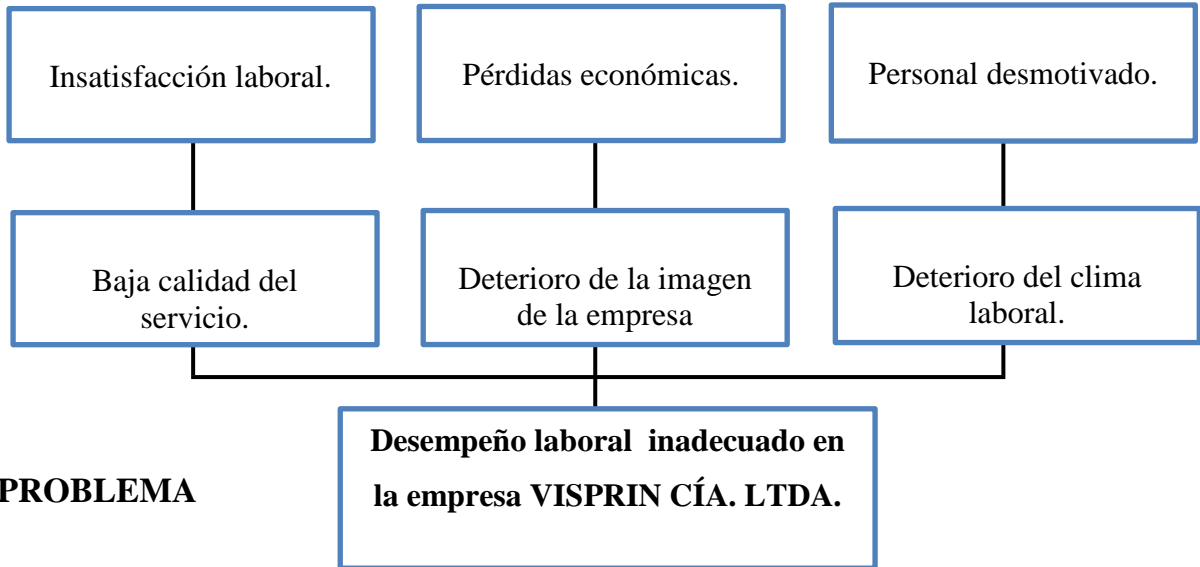 Insatisfacción laboral.
Pérdidas económicas.
Personal desmotivado.
Baja calidad del
servicio.
Deterioro de la imagen
de la empresa
Deterioro del clima
laboral.
Desempeño laboral inadecuado en
la empresa VISPRIN CÍA. LTDA.
PROBLEMA